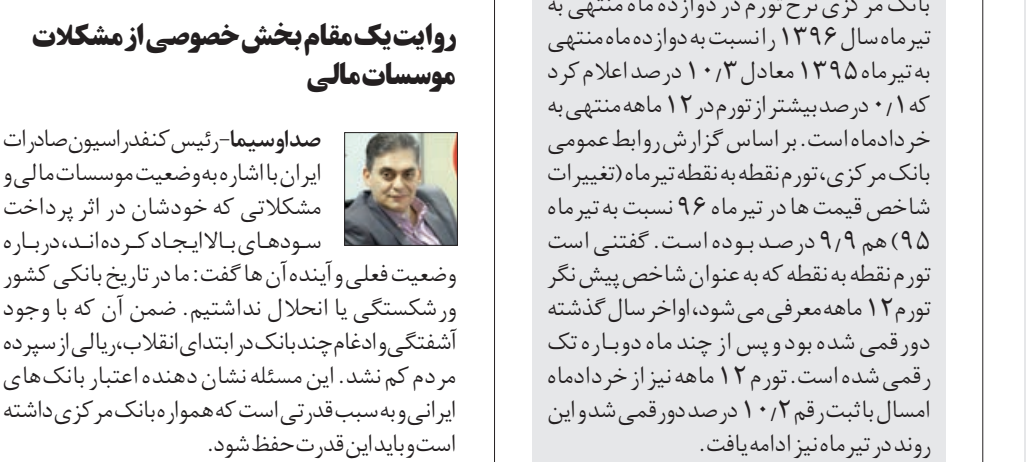 بانک مرکزی نرخ تورم در دوازده ماه منتهی به
تیرماه سال ۱۳۹۶ را نسبت به دوازده ماه منتهی
به تیرماه ۱۳۹۵ معادل ۱۰٫۳ درصد اعلام کرد
که ۰٫۱ درصد بیشتر از تورم در ۱۲ ماهه منتهی به
خردادماه است. بر اساس گزارش روابط عمومی
بانک مرکزی، تورم نقطه به نقطه تیرماه (تغییرات
شاخص قیمت ها در تیرماه ۹۶ نسبت به تیرماه
۹۵) هم ۹٫۹ درصد بوده است. گفتنی است
تورم نقطه به نقطه که به عنوان شاخص پیش نگر
تورم ۱۲ ماهه معرفی می شود، اواخر سال گذشته
دورقمی شده بود و پس از چند ماه دوباره تک
رقمی شده است. تورم ۱۲ ماهه نیز از خردادماه
امسال با ثبت رقم ۱۰٫۲ درصد دورقمی شد و این
روند در تیرماه نیز ادامه یافت.
روایت یک مقام بخش خصوصی از مشکلات
موسسات مالی
صداوسیما-رئیس کنفدراسیون صادرات
ایران با اشاره به وضعیت موسسات مالی و
مشکلاتی که خودشان در اثر پرداخت
سودهای بالا ایجاد کرده اند، درباره
وضعیت فعلی و آینده آن ها گفت: ما در تاریخ بانکی کشور
ورشکستگی یا انحلال نداشتیم. ضمن آن که با وجود
آشفتگی و ادغام چند بانک در ابتدای انقلاب، ریالی از سپرده
مردم کم نشد. این مسئله نشان دهنده اعتبار بانک های
ایرانی و به سبب قدرتی است که همواره بانک مرکزی داشته
است و باید این قدرت حفظ شود.